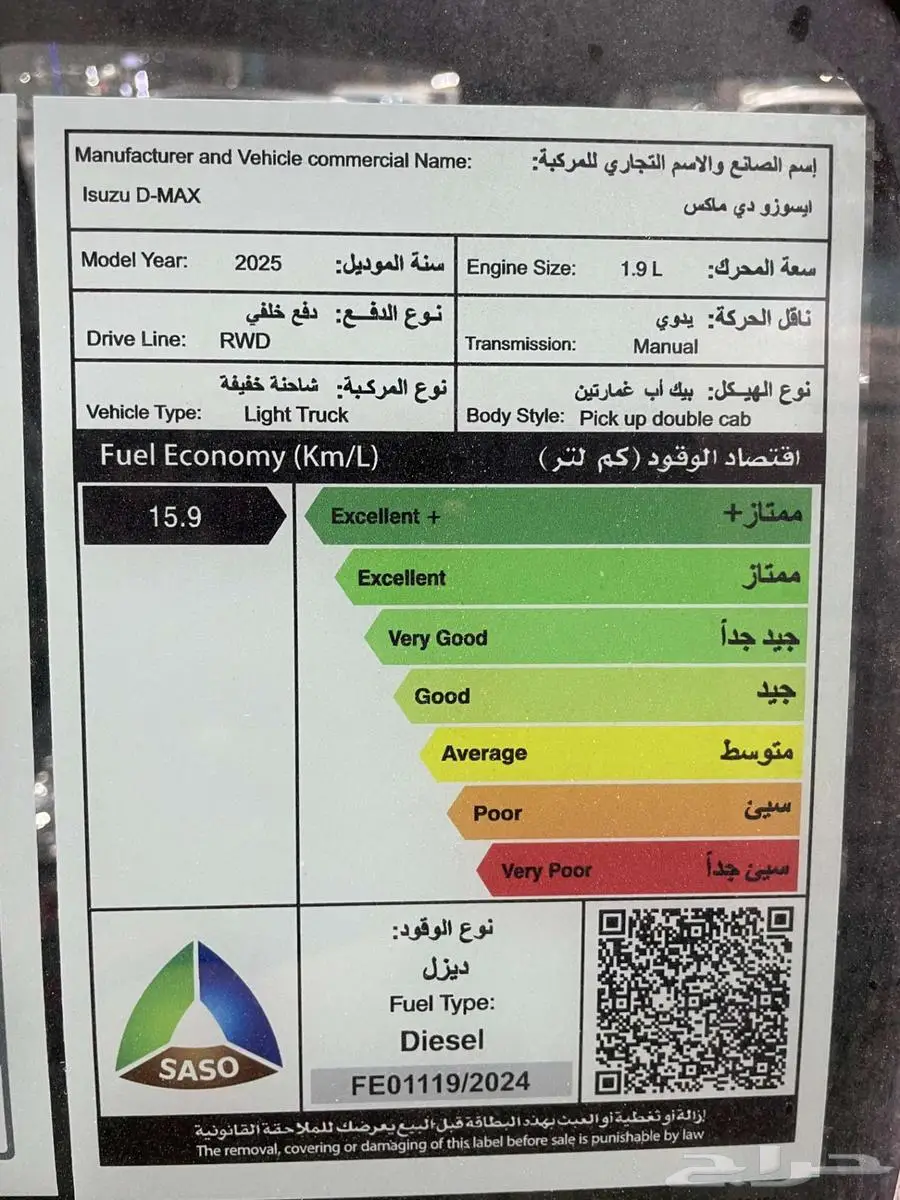 Manufacturer and Vehicle commercial Name: إسم الصانع والاسم التجاري للمركبة:
Isuzu D-MAX ايسوزو دي ماكس
Model Year: 2025 سنة الموديل:
Engine Size: 1.9 L سعة المحرك:
نوع الدفع: دفع خلفي
Drive Line: RWD
ناقل الحركة: يدوي
Transmission: Manual
نوع المركبة: شاحنة خفيفة
Vehicle Type: Light Truck
نوع الهيكل: بيك أب غمارتين
Body Style: Pick up double cab
Fuel Economy (Km/L) اقتصاد الوقود (كم لتر)
15.9
Excellent + ممتاز+
Excellent ممتاز
Very Good جيد جداً
Good جيد
Average متوسط
Poor سيئ
Very Poor سيئ جداً
SASO
نوع الوقود:
ديزل
Fuel Type:
Diesel
FE01119/2024
إزالة أو تغطية أو العبث بهذه البطاقة قبل البيع يعرضك للملاحقة القانونية
The removal, covering or damaging of this label before sale is punishable by law
حراج